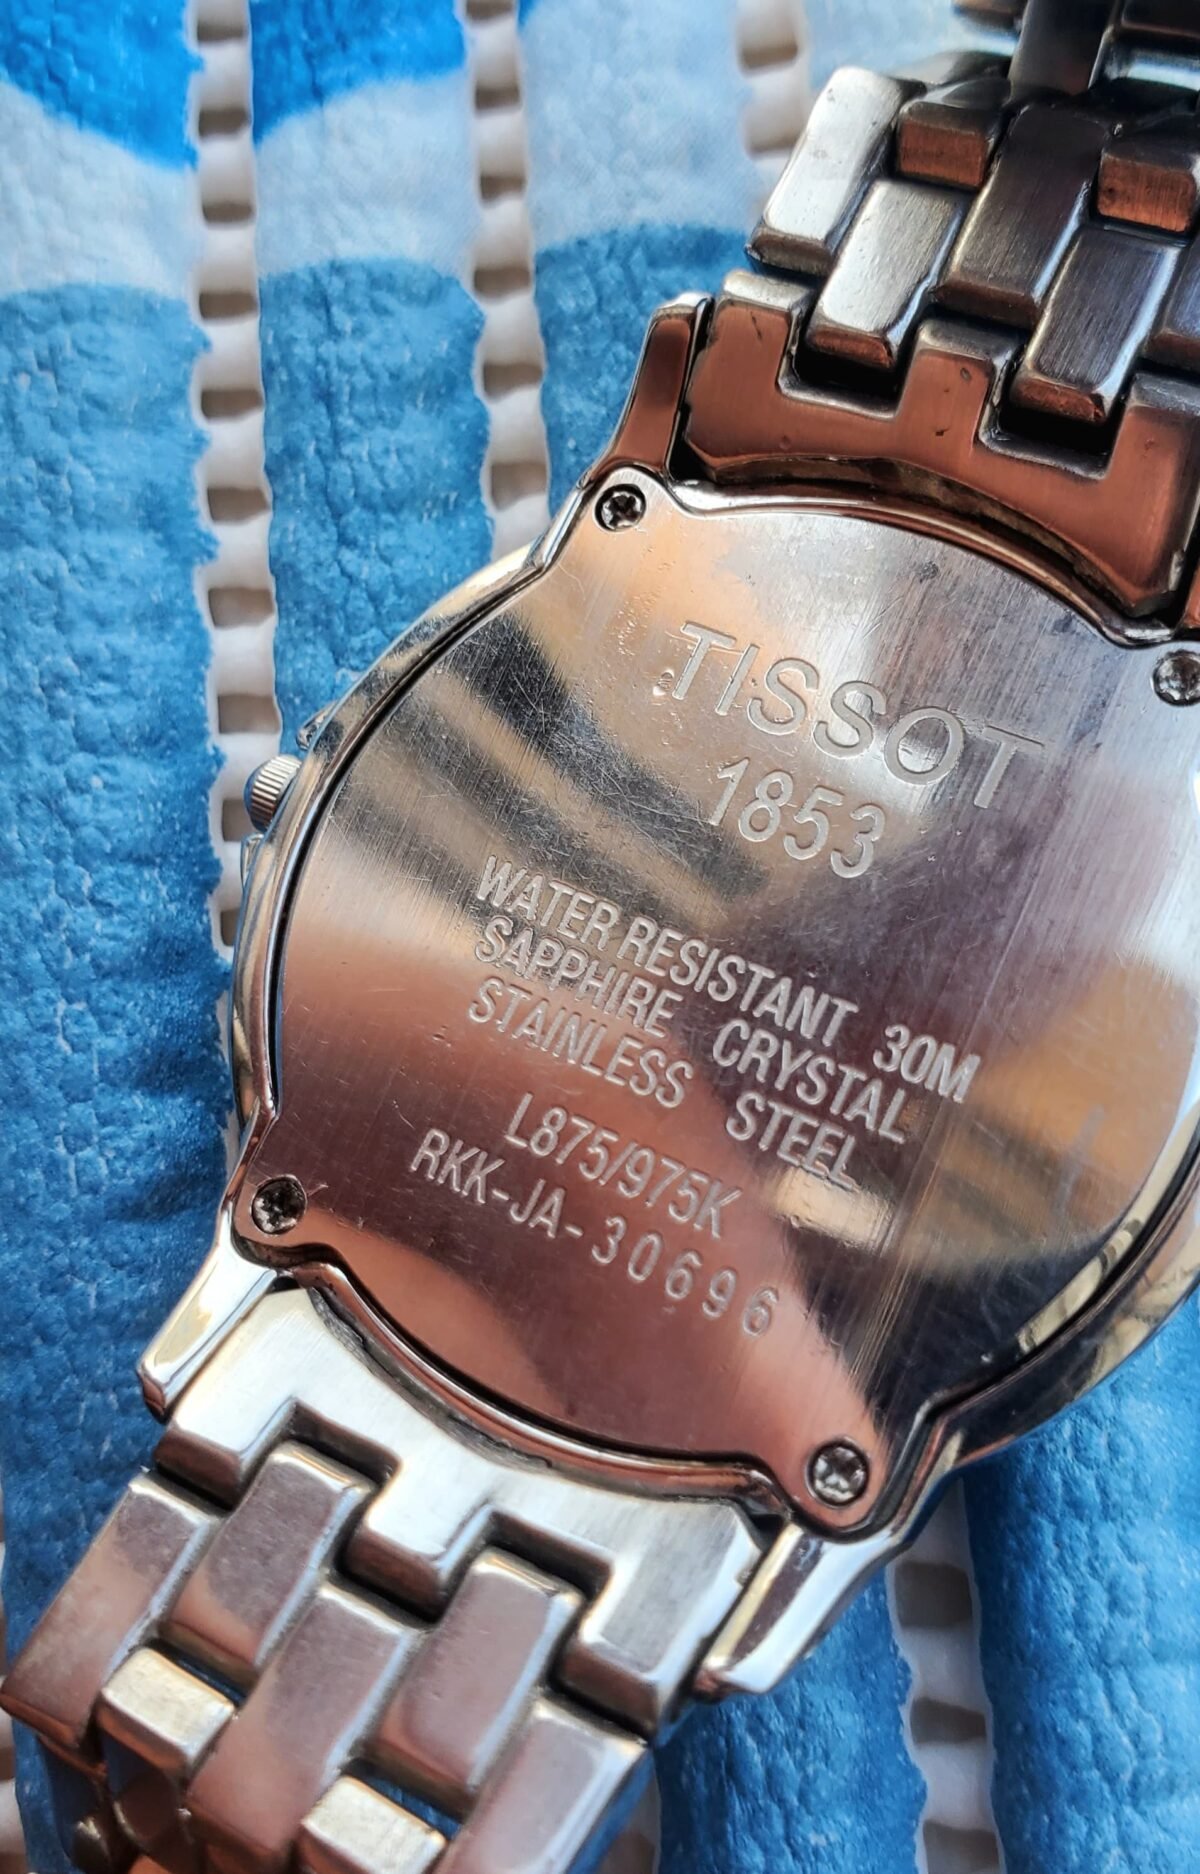 TISSOT
1853
WATER RESISTANT 30M
SAPPHIRE CRYSTAL
STAINLESS STEEL
L875/975K
RKK-JA-30696